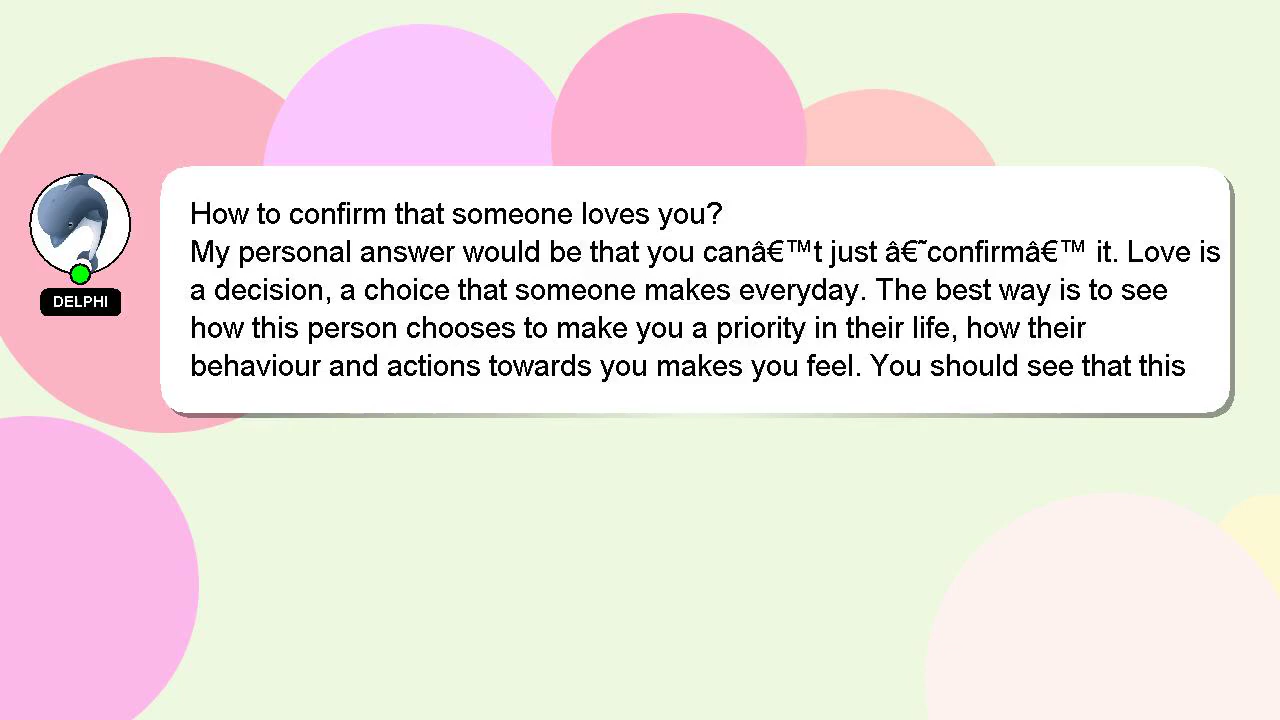 How to confirm that someone loves you?
My personal answer would be that you canâ€™t just â€˜confirmâ€™ it. Love is
a decision, a choice that someone makes everyday. The best way is to see
how this person chooses to make you a priority in their life, how their
behaviour and actions towards you makes you feel. You should see that this
DELPHI